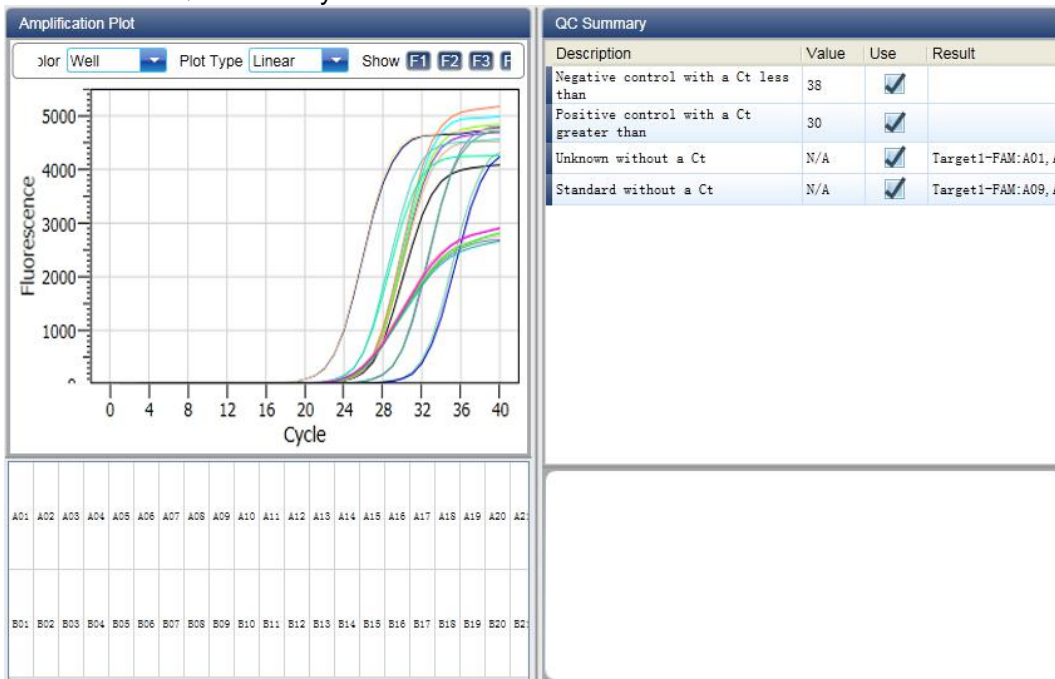 Amplification Plot
olor Well Plot Type Linear Show F1 F2 F3 F
5000
4000
3000
2000
1000
0
Fluorescence
0 4 8 12 16 20 24 28 32 36 40
Cycle
A01 A02 A03 A04 A05 A06 A07 A08 A09 A10 A11 A12 A13 A14 A15 A16 A17 A18 A19 A20 A2
B01 B02 B03 B04 B05 B06 B07 B08 B09 B10 B11 B12 B13 B14 B15 B16 B17 B18 B19 B20 B2
QC Summary
Description Value Use Result
Negative control with a Ct less
than 38
Positive control with a Ct
greater than 30
Unknown without a Ct N/A Target1-FAM:A01,A
Standard without a Ct N/A Target1-FAM:A09,A